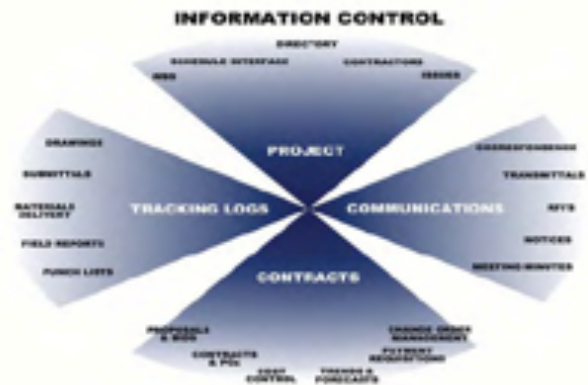 INFORMATION CONTROL
DIRECTORY
SCHEDULE INTERFACE
CONTRACTORS
WBS
ISSUES
PROJECT
DRAWINGS
SUBMITTALS
MATERIALS
DELIVERY
FIELD REPORTS
PUNCH LISTS
TRACKING LOGS
COMMUNICATIONS
CORRESPONDENCE
TRANSMITTALS
RFI'S
NOTICES
MEETING MINUTES
CONTRACTS
PROPOSALS
& BIDS
CONTRACTS
& POs
COST
CONTROL
TRENDS &
FORECASTS
PAYMENT
REQUISITIONS
CHANGE ORDER
MANAGEMENT